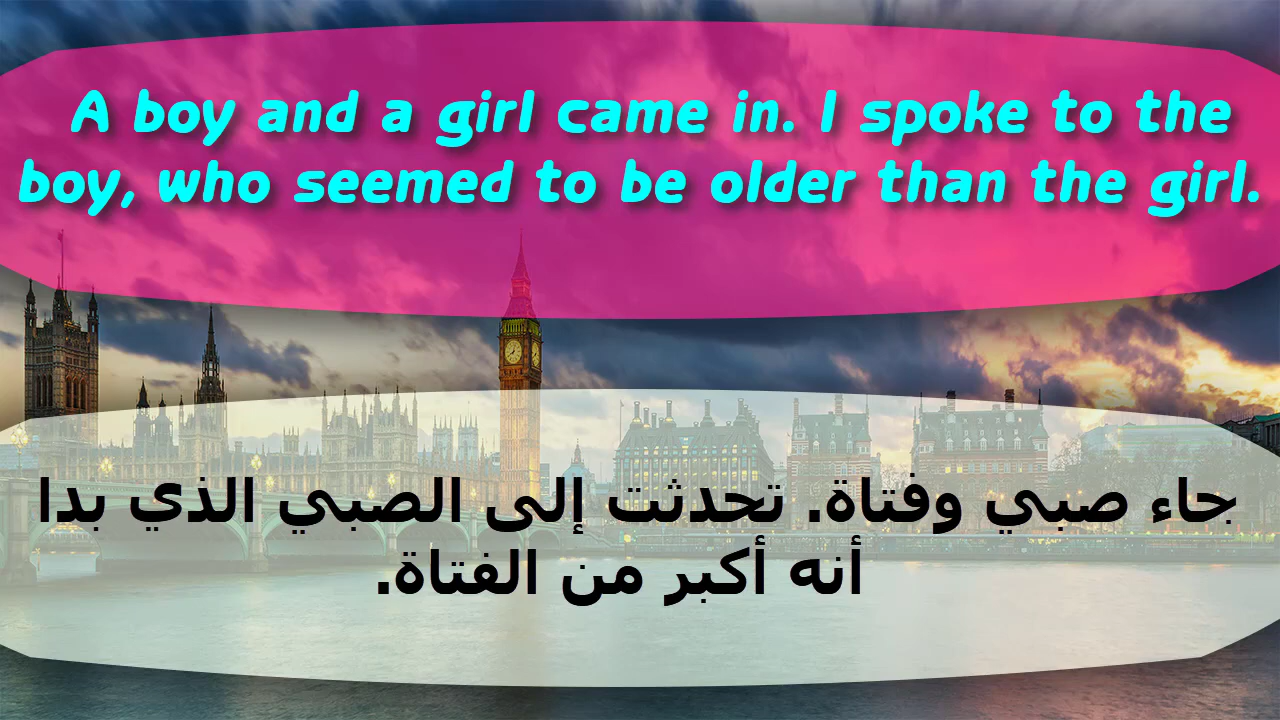 A boy and a girl came in. I spoke to the
boy, who seemed to be older than the girl.
جاء صبي وفتاة. تحدثت إلى الصبي الذي بدا
أنه أكبر من الفتاة.